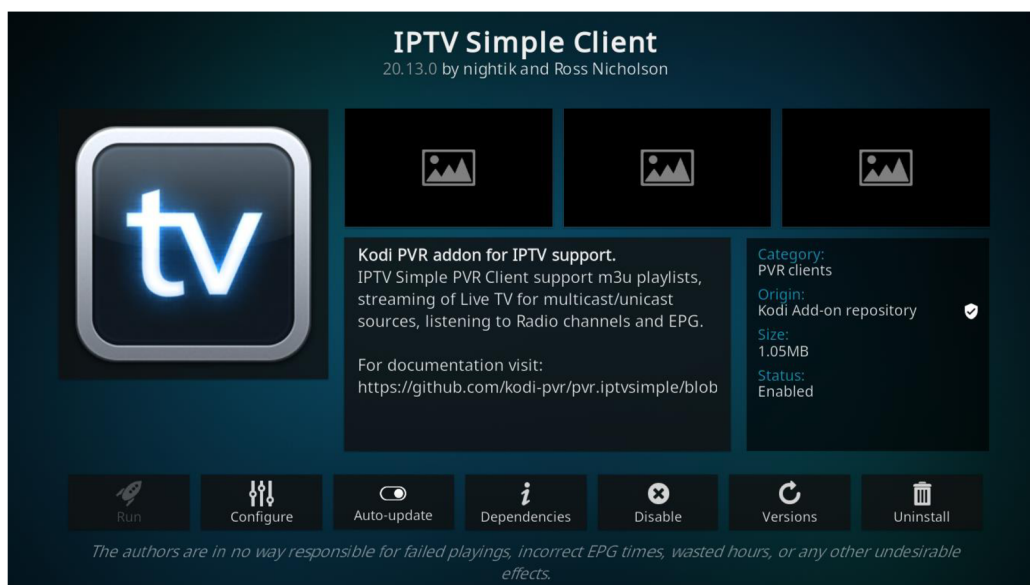 IPTV Simple Client
20.13.0 by nightik and Ross Nicholson
tv
Kodi PVR addon for IPTV support.
IPTV Simple PVR Client support m3u playlists,
streaming of Live TV for multicast/unicast
sources, listening to Radio channels and EPG.
For documentation visit:
https://github.com/kodi-pvr/pvr.iptvsimple/blob
Category:
PVR clients
Origin:
Kodi Add-on repository
Size:
1.05MB
Status:
Enabled
Run
Configure
Auto-update
Dependencies
Disable
Versions
Uninstall
The authors are in no way responsible for failed playings, incorrect EPG times, wasted hours, or any other undesirable
effects.